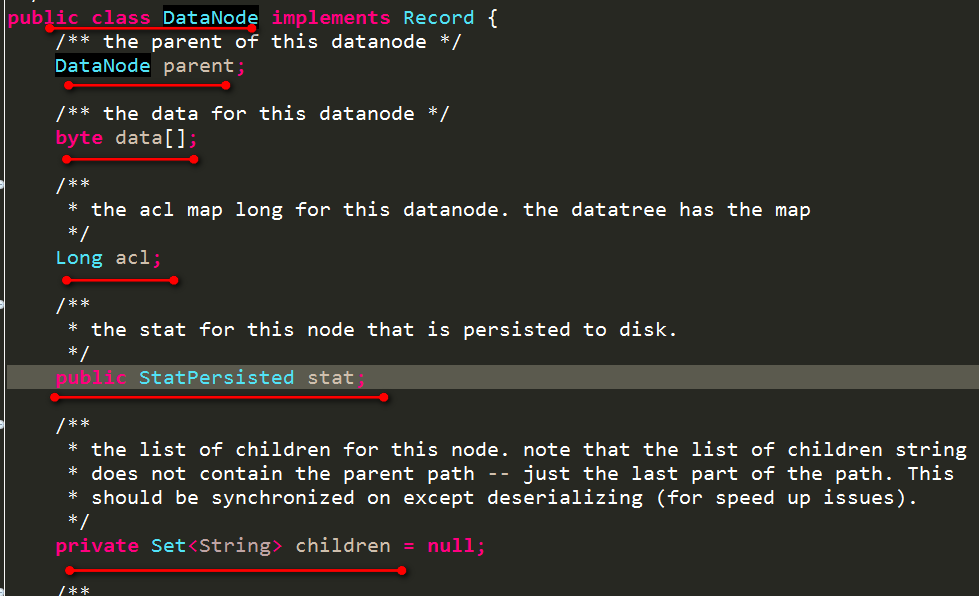 public class DataNode implements Record {
/** the parent of this datanode */
DataNode parent;
/** the data for this datanode */
byte data[];
/**
* the acl map long for this datanode. the datatree has the map
*/
Long acl;
/**
* the stat for this node that is persisted to disk.
*/
public StatPersisted stat;
/**
* the list of children for this node. note that the list of children string
* does not contain the parent path -- just the last part of the path. This
* should be synchronized on except deserializing (for speed up issues).
*/
private Set<String> children = null;
/**